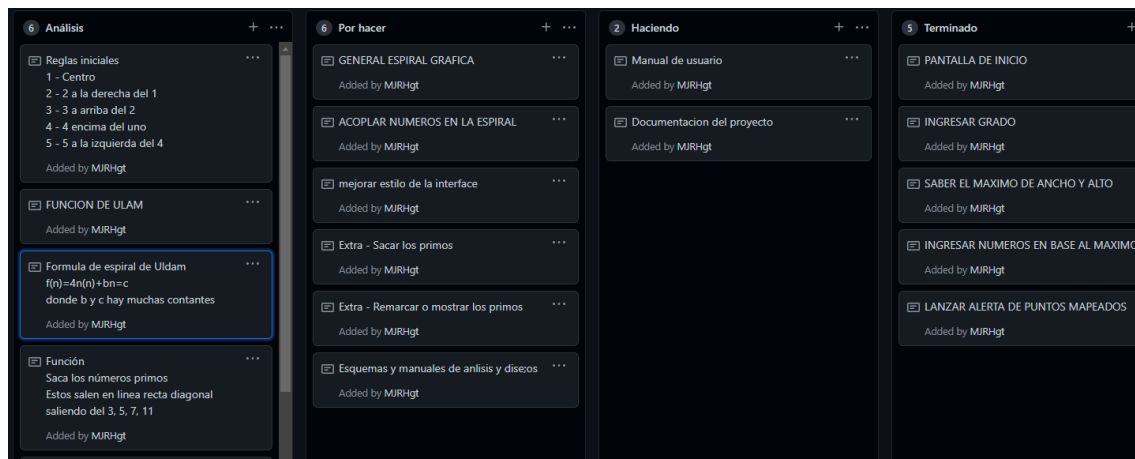 6 Análisis
Reglas iniciales
1 - Centro
2 - 2 a la derecha del 1
3 - 3 a arriba del 2
4 - 4 encima del uno
5 - 5 a la izquierda del 4
Added by MJRHgt
FUNCION DE ULAM
Added by MJRHgt
Formula de espiral de Uldam
f(n)=4n(n)+bn=c
donde b y c hay muchas contantes
Added by MJRHgt
Función
Saca los números primos
Estos salen en linea recta diagonal
saliendo del 3, 5, 7, 11
Added by MJRHgt
6 Por hacer
GENERAL ESPIRAL GRAFICA
Added by MJRHgt
ACOPLAR NUMEROS EN LA ESPIRAL
Added by MJRHgt
mejorar estilo de la interface
Added by MJRHgt
Extra - Sacar los primos
Added by MJRHgt
Extra - Remarcar o mostrar los primos
Added by MJRHgt
Esquemas y manuales de anlisis y dise;os
Added by MJRHgt
2 Haciendo
Manual de usuario
Added by MJRHgt
Documentacion del proyecto
Added by MJRHgt
5 Terminado
PANTALLA DE INICIO
Added by MJRHgt
INGRESAR GRADO
Added by MJRHgt
SABER EL MAXIMO DE ANCHO Y ALTO
Added by MJRHgt
INGRESAR NUMEROS EN BASE AL MAXIMO
Added by MJRHgt
LANZAR ALERTA DE PUNTOS MAPEADOS
Added by MJRHgt